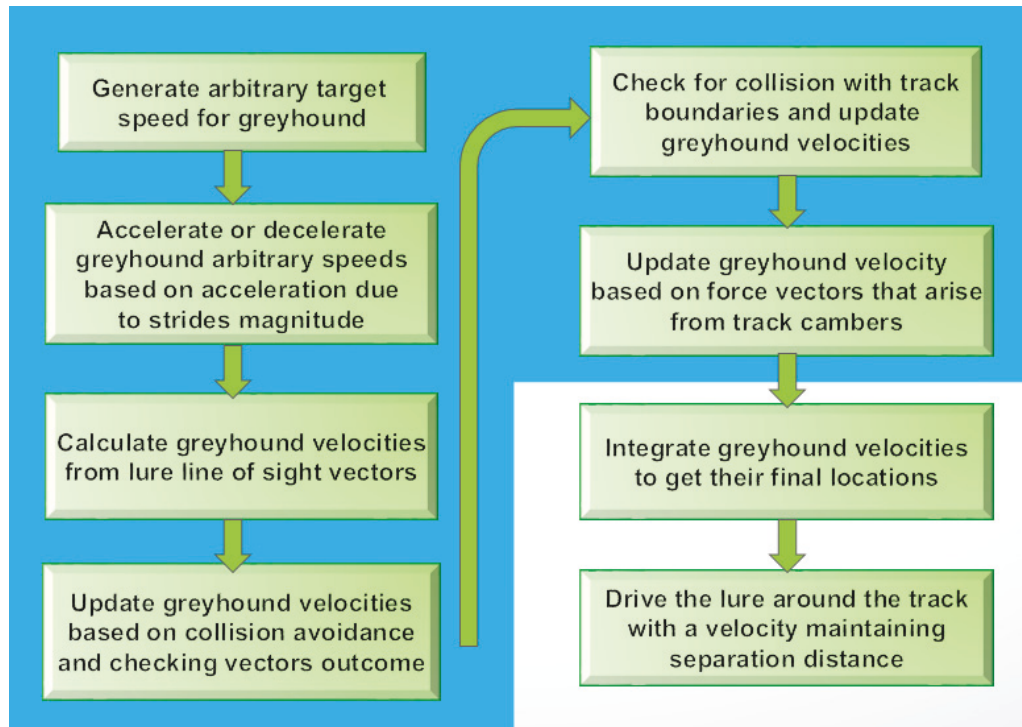 Generate arbitrary target
speed for greyhound
Accelerate or decelerate
greyhound arbitrary speeds
based on acceleration due
to strides magnitude
Calculate greyhound velocities
from lure line of sight vectors
Update greyhound velocities
based on collision avoidance
and checking vectors outcome
Check for collision with track
boundaries and update
greyhound velocities
Update greyhound velocity
based on force vectors that arise
from track cambers
Integrate greyhound velocities
to get their final locations
Drive the lure around the track
with a velocity maintaining
separation distance